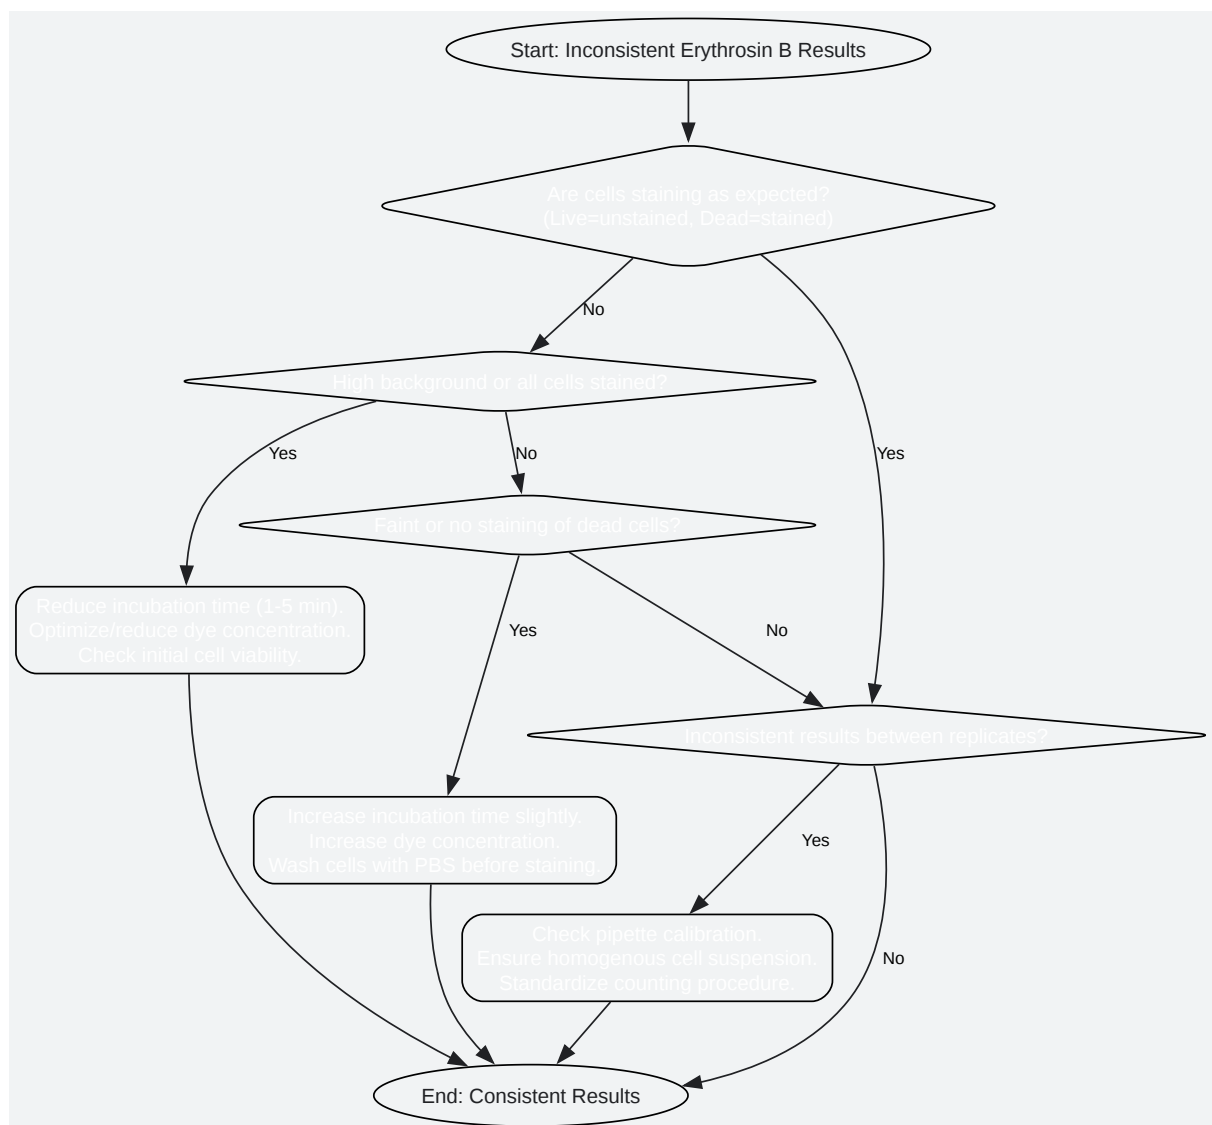 Start: Inconsistent Erythrosin B Results
Are cells staining as expected?
(Live=unstained, Dead=stained)
No
High background or all cells stained?
Yes
No
Yes
Faint or no staining of dead cells?
Reduce incubation time (1-5 min).
Optimize/reduce dye concentration.
Check initial cell viability.
Yes
No
Inconsistent results between replicates?
Increase incubation time slightly.
Increase dye concentration.
Wash cells with PBS before staining.
Yes
Check pipette calibration.
Ensure homogenous cell suspension.
Standardize counting procedure.
No
End: Consistent Results